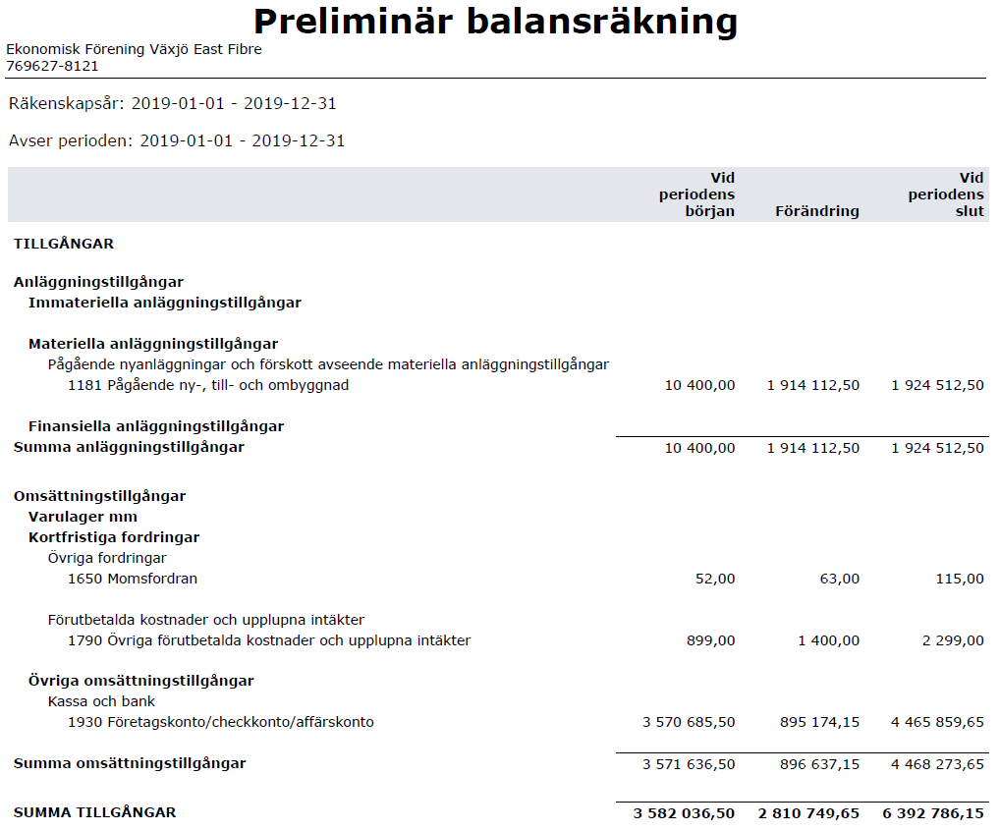 Preliminär balansräkning
Ekonomisk Förening Växjö East Fibre
769627-8121
Räkenskapsår: 2019-01-01 - 2019-12-31
Avser perioden: 2019-01-01 - 2019-12-31
Vid Vid
periodens periodens
början Förändring slut
TILLGÅNGAR
Anläggningstillgångar
Immateriella anläggningstillgångar
Materiella anläggningstillgångar
Pågående nyanläggningar och förskott avseende materiella anläggningstillgångar
1181 Pågående ny-, till- och ombyggnad 10 400,00 1 914 112,50 1 924 512,50
Finansiella anläggningstillgångar
Summa anläggningstillgångar 10 400,00 1 914 112,50 1 924 512,50
Omsättningstillgångar
Varulager mm
Kortfristiga fordringar
Övriga fordringar
1650 Momsfordran 52,00 63,00 115,00
Förutbetalda kostnader och upplupna intäkter
1790 Övriga förutbetalda kostnader och upplupna intäkter 899,00 1 400,00 2 299,00
Övriga omsättningstillgångar
Kassa och bank
1930 Företagskonto/checkkonto/affärskonto 3 570 685,50 895 174,15 4 465 859,65
Summa omsättningstillgångar 3 571 636,50 896 637,15 4 468 273,65
SUMMA TILLGÅNGAR 3 582 036,50 2 810 749,65 6 392 786,15